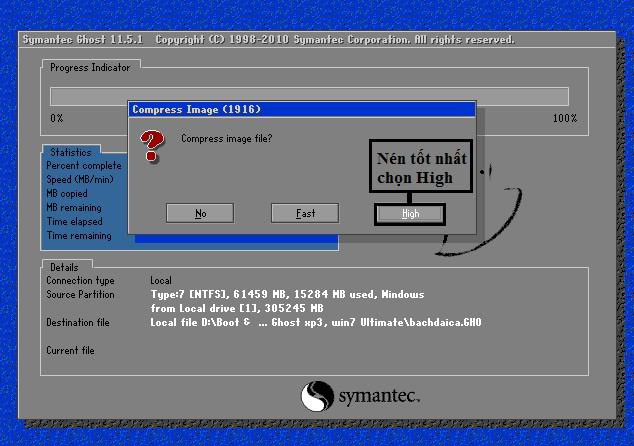 Symantec Ghost 11.5.1 Copyright (C) 1998-2010 Symantec Corporation. All rights reserved.
Progress Indicator
0%
100%
Compress Image (1916)
Compress image file?
Nén tốt nhất
chọn High
No
Fast
High
Statistics
Percent complete
Speed (MB/min)
MB copied
MB remaining
Time elapsed
Time remaining
Details
Connection type Local
Source Partition Type:7 [NTFS], 61459 MB, 15284 MB used, Windows
from Local drive [1], 305245 MB
Destination file Local file D:\Boot & ... Ghost xp3, win7 Ultimate\bachdaica.GHO
Current file
symantec.